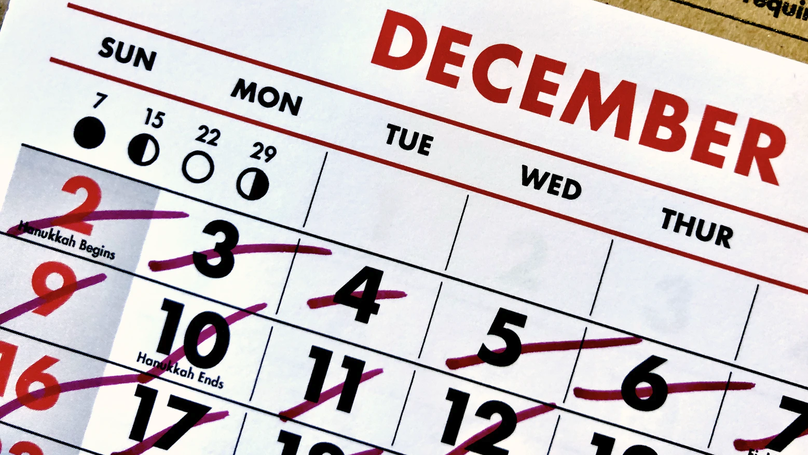 DECEMBER
SUN MON TUE WED THUR
7 15 22 29
2 3 4 5 6 7
Hanukkah Begins
9 10 11 12
Hanukkah Ends
16 17